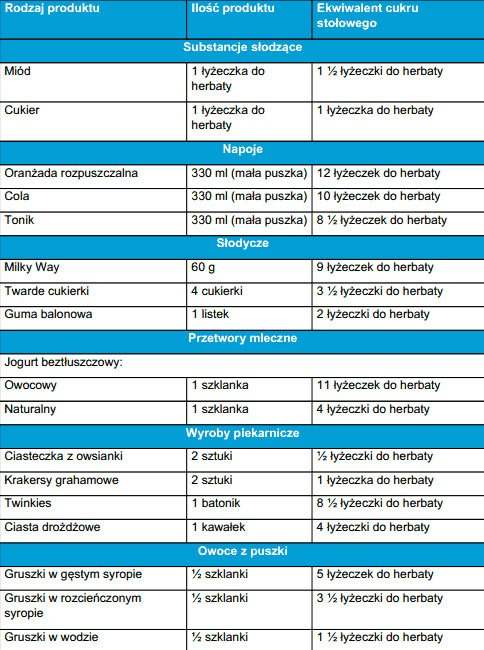 Rodzaj produktu Ilość produktu Ekwiwalent cukru
stołowego
Substancje słodzące
Miód 1 łyżeczka do 1 ½ łyżeczki do herbaty
herbaty
Cukier 1 łyżeczka do 1 łyżeczka do herbaty
herbaty
Napoje
Oranżada rozpuszczalna 330 ml (mała puszka) 12 łyżeczek do herbaty
Cola 330 ml (mała puszka) 10 łyżeczek do herbaty
Tonik 330 ml (mała puszka) 8 ½ łyżeczki do herbaty
Słodycze
Milky Way 60 g 9 łyżeczek do herbaty
Twarde cukierki 4 cukierki 3 ½ łyżeczki do herbaty
Guma balonowa 1 listek 2 łyżeczki do herbaty
Przetwory mleczne
Jogurt beztłuszczowy:
Owocowy 1 szklanka 11 łyżeczek do herbaty
Naturalny 1 szklanka 4 łyżeczki do herbaty
Wyroby piekarnicze
Ciasteczka z owsianki 2 sztuki ½ łyżeczki do herbaty
Krakersy grahamowe 2 sztuki 1 łyżeczka do herbaty
Twinkies 1 batonik 8 ½ łyżeczki do herbaty
Ciasta drożdżowe 1 kawałek 4 łyżeczki do herbaty
Owoce z puszki
Gruszki w gęstym syropie ½ szklanki 5 łyżeczek do herbaty
Gruszki w rozcieńczonym ½ szklanki 3 ½ łyżeczki do herbaty
syropie
Gruszki w wodzie ½ szklanki 1 ½ łyżeczki do herbaty